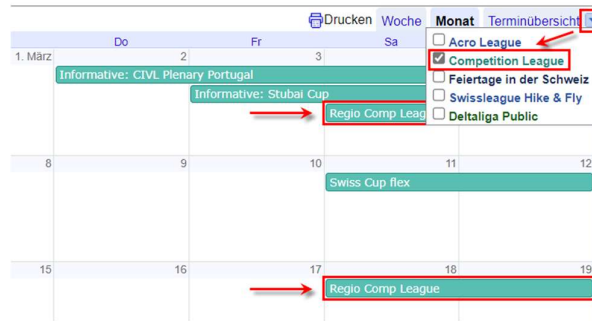 Drucken Woche Monat Terminübersicht
Do Fr Sa
Acro League
Competition League
Feiertage in der Schweiz
Swissleague Hike & Fly
Deltaliga Public
1. März 2 3
Informative: CIVL Plenary Portugal
Informative: Stubai Cup
Regio Comp Leag
8 9 10 11 12
Swiss Cup flex
15 16 17 18 19
Regio Comp League